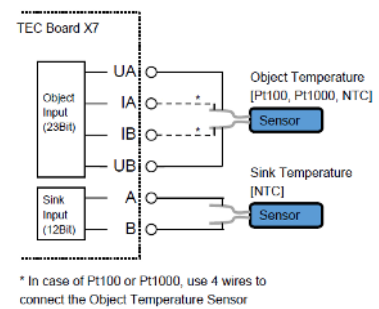 TEC Board X7
UA
Object Temperature
[Pt100, Pt1000, NTC]
Object
Input
(23Bit)
IA
*
Sensor
IB
*
UB
Sink Temperature
[NTC]
Sink
Input
(12Bit)
A
Sensor
B
* In case of Pt100 or Pt1000, use 4 wires to
connect the Object Temperature Sensor